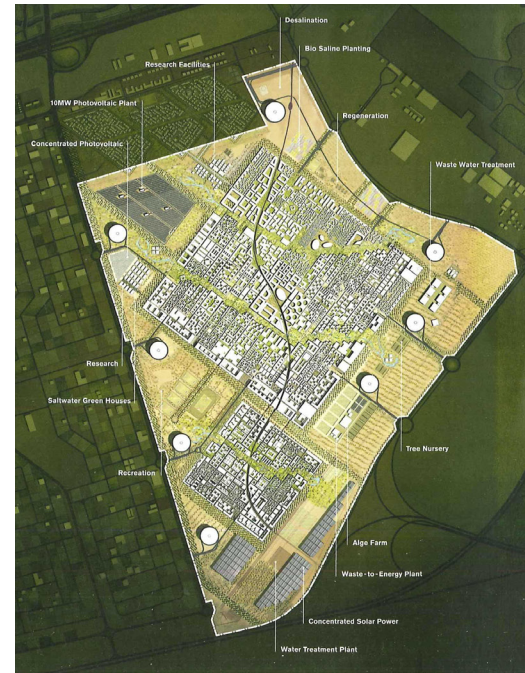 Desalination
Bio Saline Planting
Research Facilities
10MW Photovoltaic Plant
Regeneration
Concentrated Photovoltaic
Waste Water Treatment
Research
Saltwater Green Houses
Tree Nursery
Recreation
Alge Farm
Waste-to-Energy Plant
Concentrated Solar Power
Water Treatment Plant